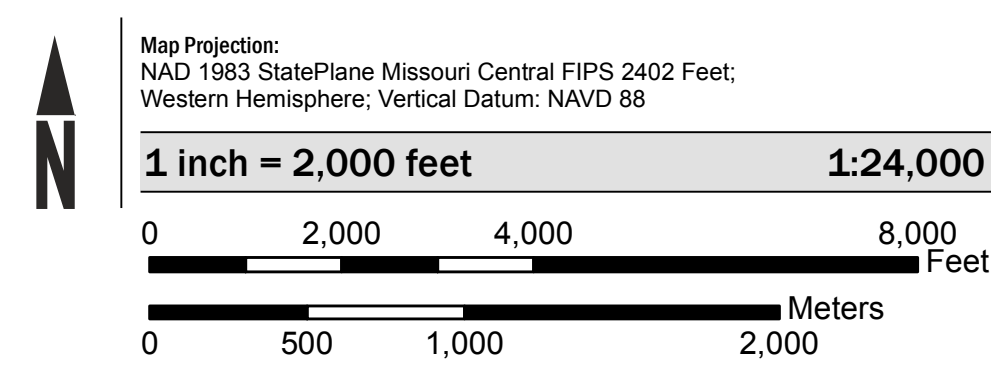 N
Map Projection:
NAD 1983 StatePlane Missouri Central FIPS 2402 Feet;
Western Hemisphere; Vertical Datum: NAVD 88
1 inch = 2,000 feet 1:24,000
0 2,000 4,000 8,000
Feet
Meters
0 500 1,000 2,000